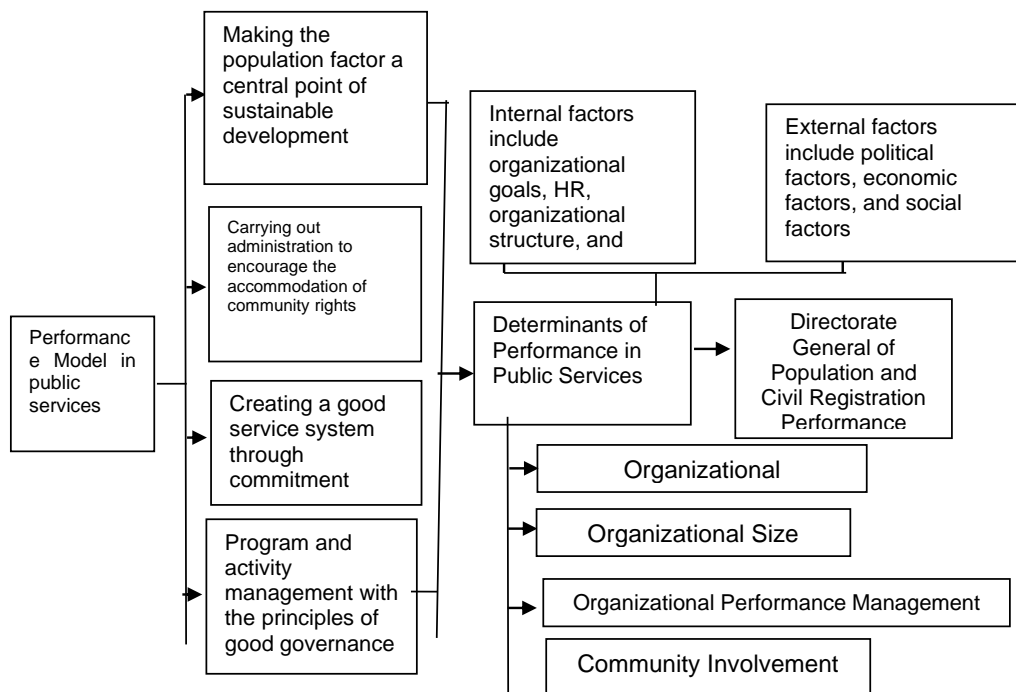 Performanc
e Model in
public
services
Making the
population factor a
central point of
sustainable
development
Carrying out
administration to
encourage the
accommodation of
community rights
Creating a good
service system
through
commitment
Program and
activity
management with
the principles of
good governance
Internal factors
include
organizational
goals, HR,
organizational
structure, and
External factors
include political
factors, economic
factors, and social
factors
Determinants of
Performance in
Public Services
Directorate
General of
Population and
Civil Registration
Performance
Organizational
Organizational Size
Organizational Performance Management
Community Involvement